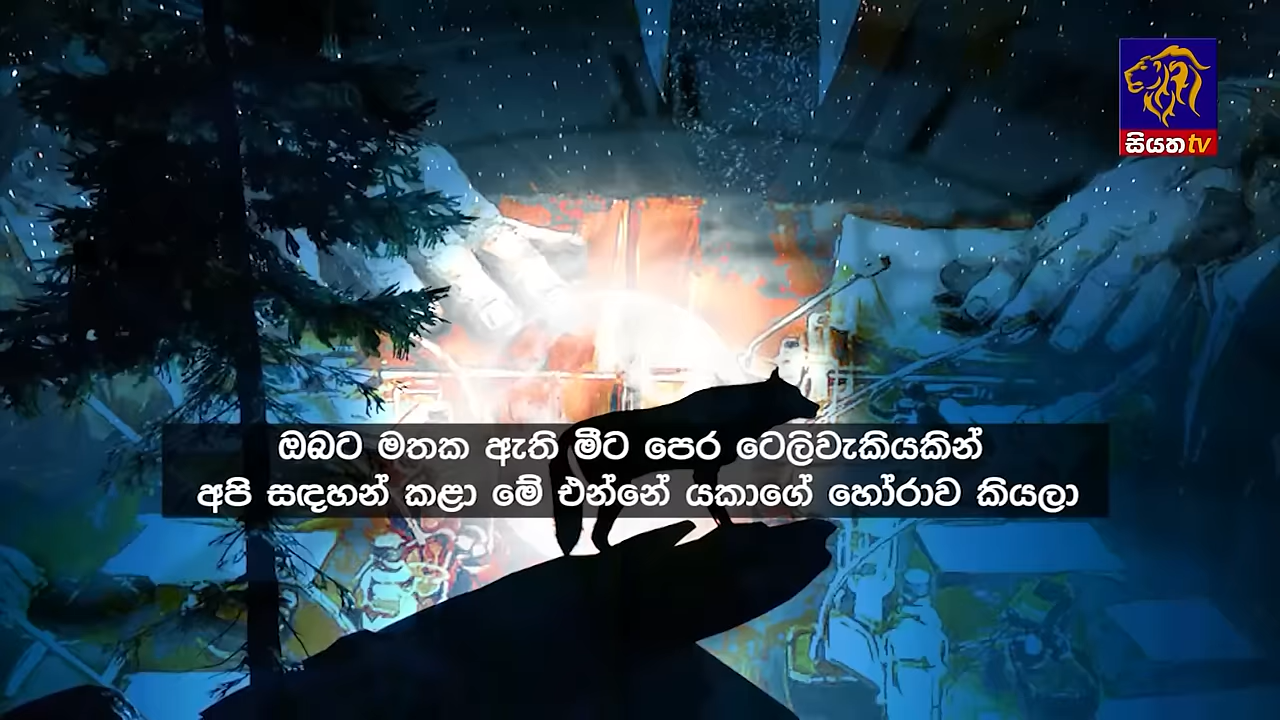 සියත tv
ඔබට මතක ඇති මීට පෙර ටෙලිවැකියකින්
අපි සඳහන් කළා මේ එන්නේ යකාගේ හෝරාව කියලා